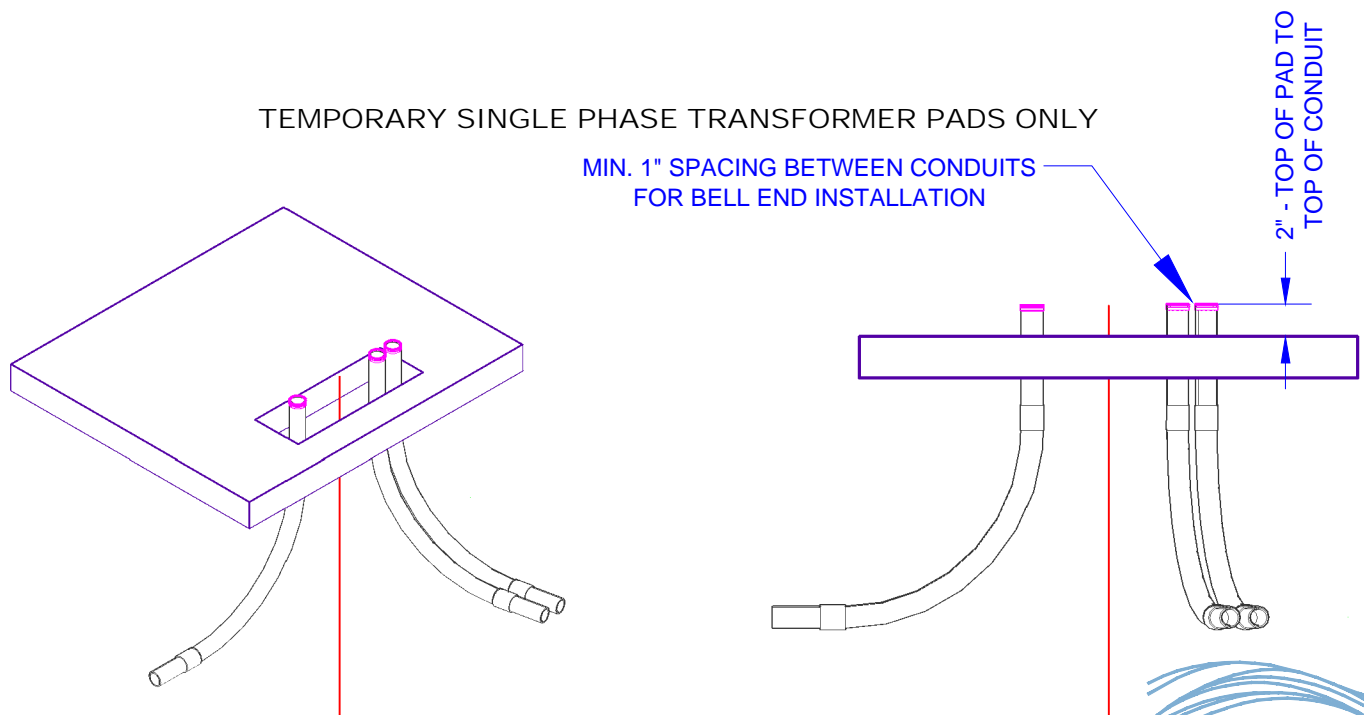 TEMPORARY SINGLE PHASE TRANSFORMER PADS ONLY
MIN. 1" SPACING BETWEEN CONDUITS
FOR BELL END INSTALLATION
2" - TOP OF PAD TO
TOP OF CONDUIT